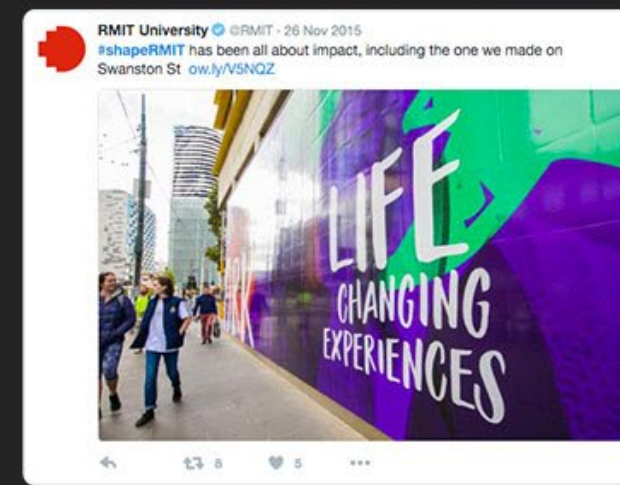 RMIT University @RMIT · 26 Nov 2015
#shapeRMIT has been all about impact, including the one we made on
Swanston St ow.ly/V5NQZ
LIFE
CHANGING
EXPERIENCES
8 5